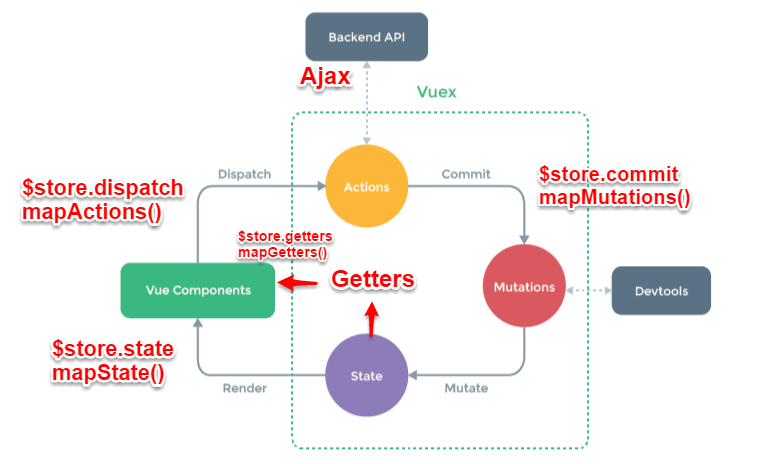 Backend API
Ajax
Vuex
Dispatch
Actions
Commit
$store.dispatch
mapActions()
$store.commit
mapMutations()
$store.getters
mapGetters()
Vue Components
Getters
Mutations
Devtools
$store.state
mapState()
State
Render
Mutate